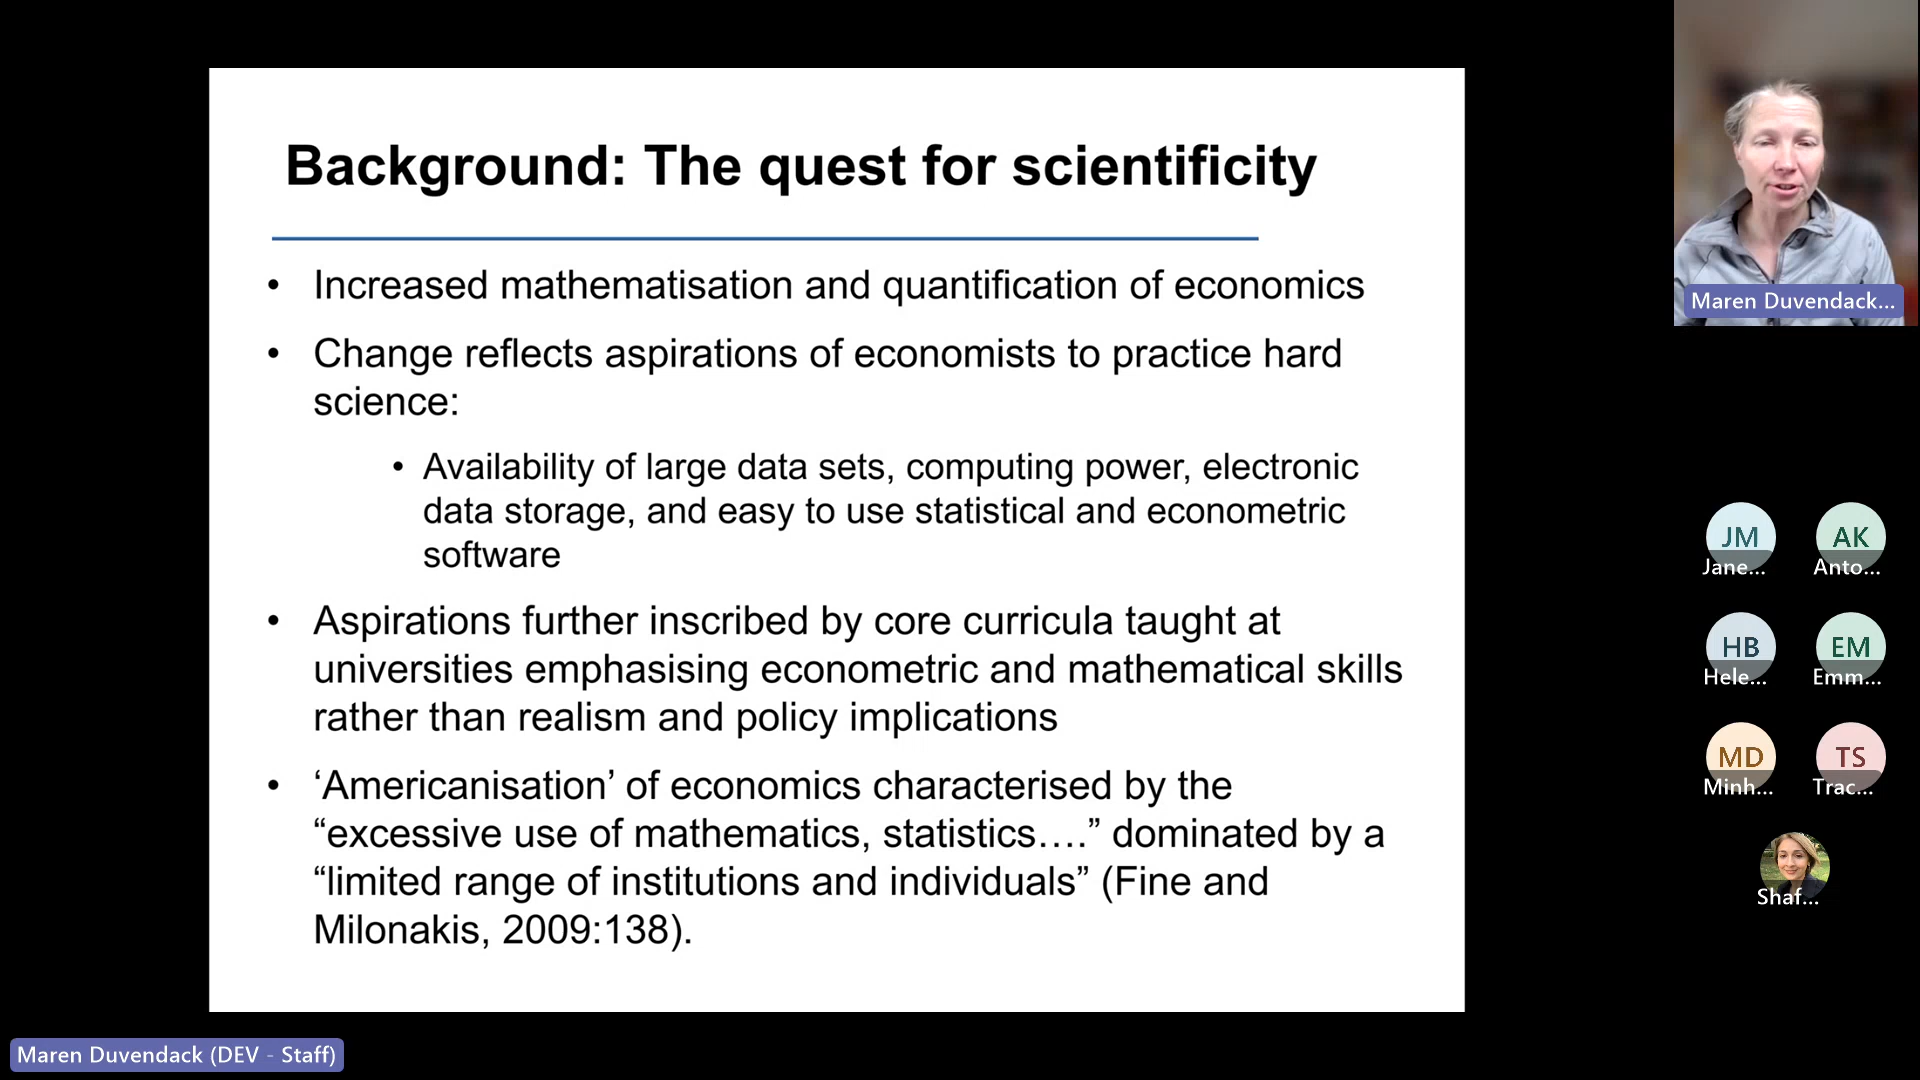 Background: The quest for scientificity
• Increased mathematisation and quantification of economics
• Change reflects aspirations of economists to practice hard
science:
• Availability of large data sets, computing power, electronic
data storage, and easy to use statistical and econometric
software
• Aspirations further inscribed by core curricula taught at
universities emphasising econometric and mathematical skills
rather than realism and policy implications
• ‘Americanisation’ of economics characterised by the
“excessive use of mathematics, statistics….” dominated by a
“limited range of institutions and individuals” (Fine and
Milonakis, 2009:138).
Maren Duvendack...
JM
Jane...
AK
Anto...
HB
Hele...
EM
Emm...
MD
Minh...
TS
Trac...
Shaf...
Maren Duvendack (DEV - Staff)